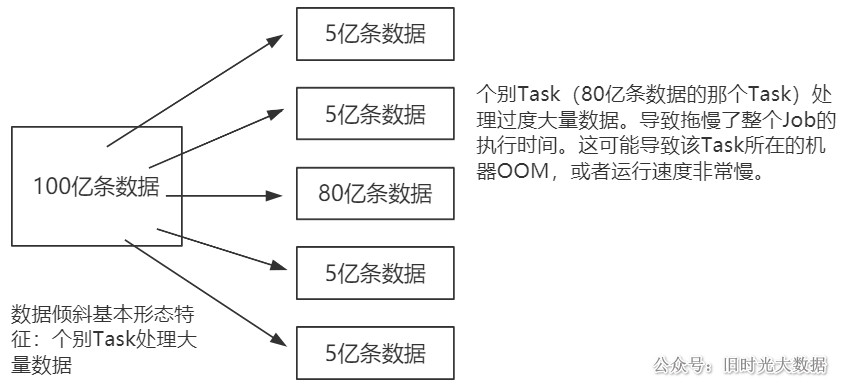 5亿条数据
5亿条数据
个别Task（80亿条数据的那个Task）处
理过度大量数据。导致拖慢了整个Job的
执行时间。这可能导致该Task所在的机
器OOM，或者运行速度非常慢。
100亿条数据
80亿条数据
5亿条数据
5亿条数据
数据倾斜基本形态特
征：个别Task处理大
量数据
公众号：旧时光大数据